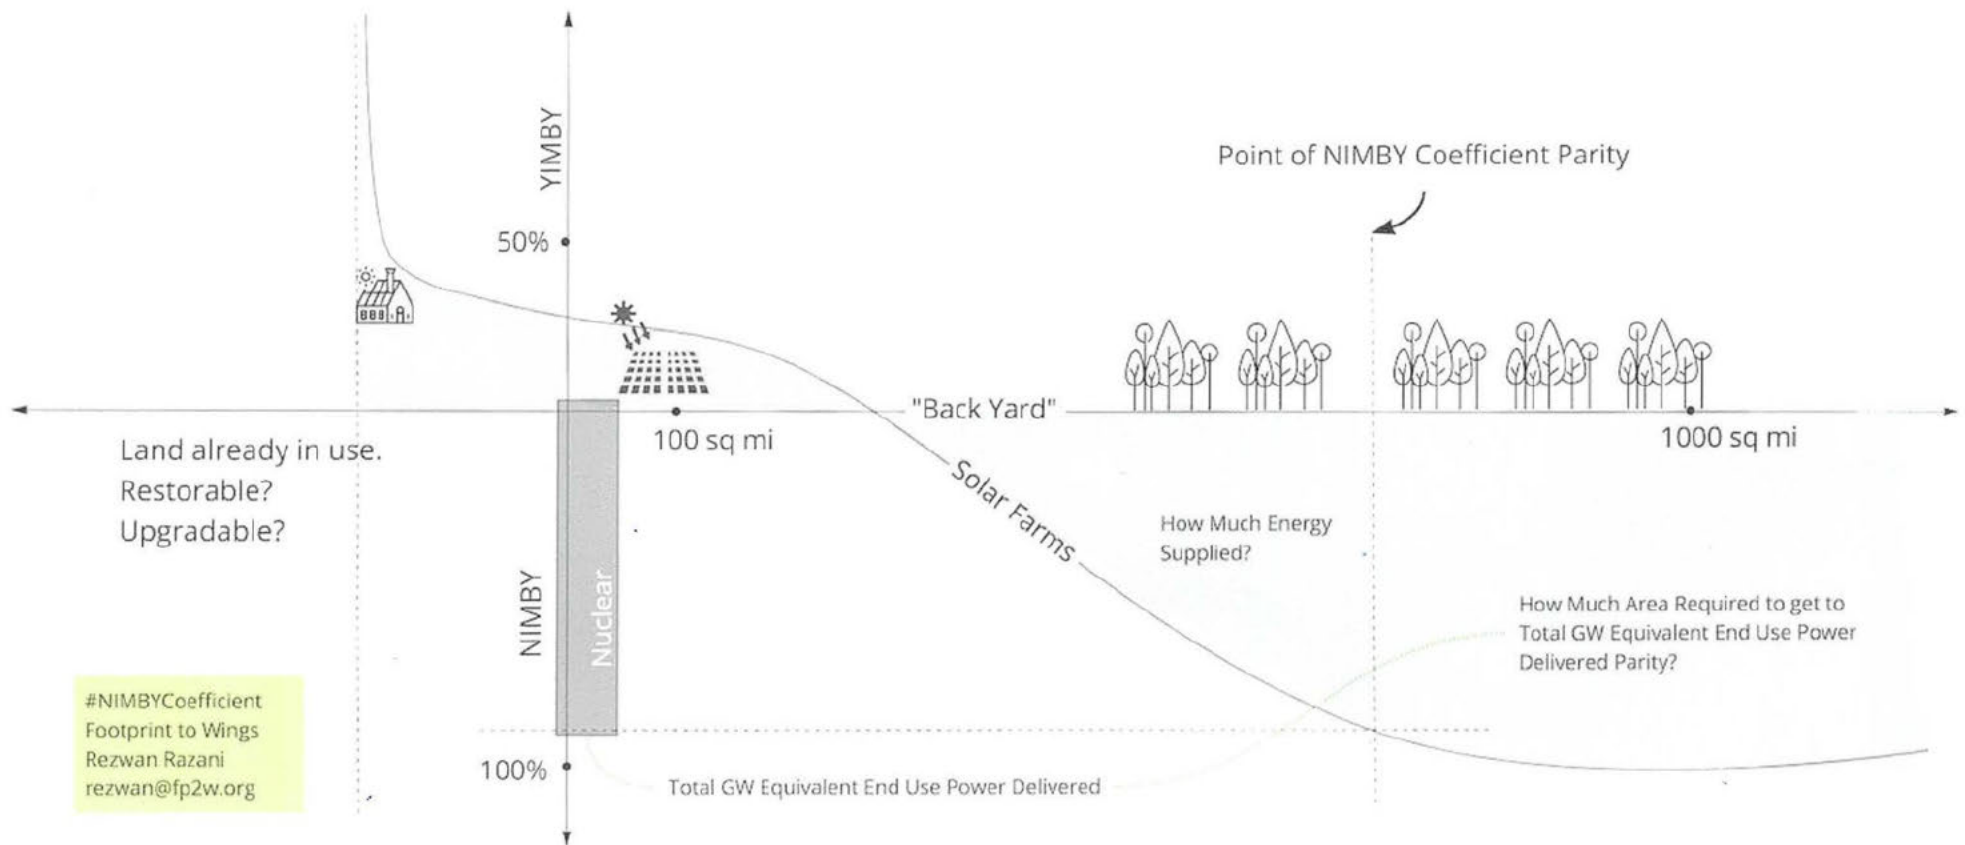 YIMBY
Point of NIMBY Coefficient Parity
50%
"Back Yard"
100 sq mi
1000 sq mi
Land already in use.
Restorable?
Upgradable?
Solar Farms
How Much Energy
Supplied?
NIMBY
Nuclear
How Much Area Required to get to
Total GW Equivalent End Use Power
Delivered Parity?
#NIMBYCoefficient
Footprint to Wings
Rezwan Razani
rezwan@fp2w.org
100%
Total GW Equivalent End Use Power Delivered